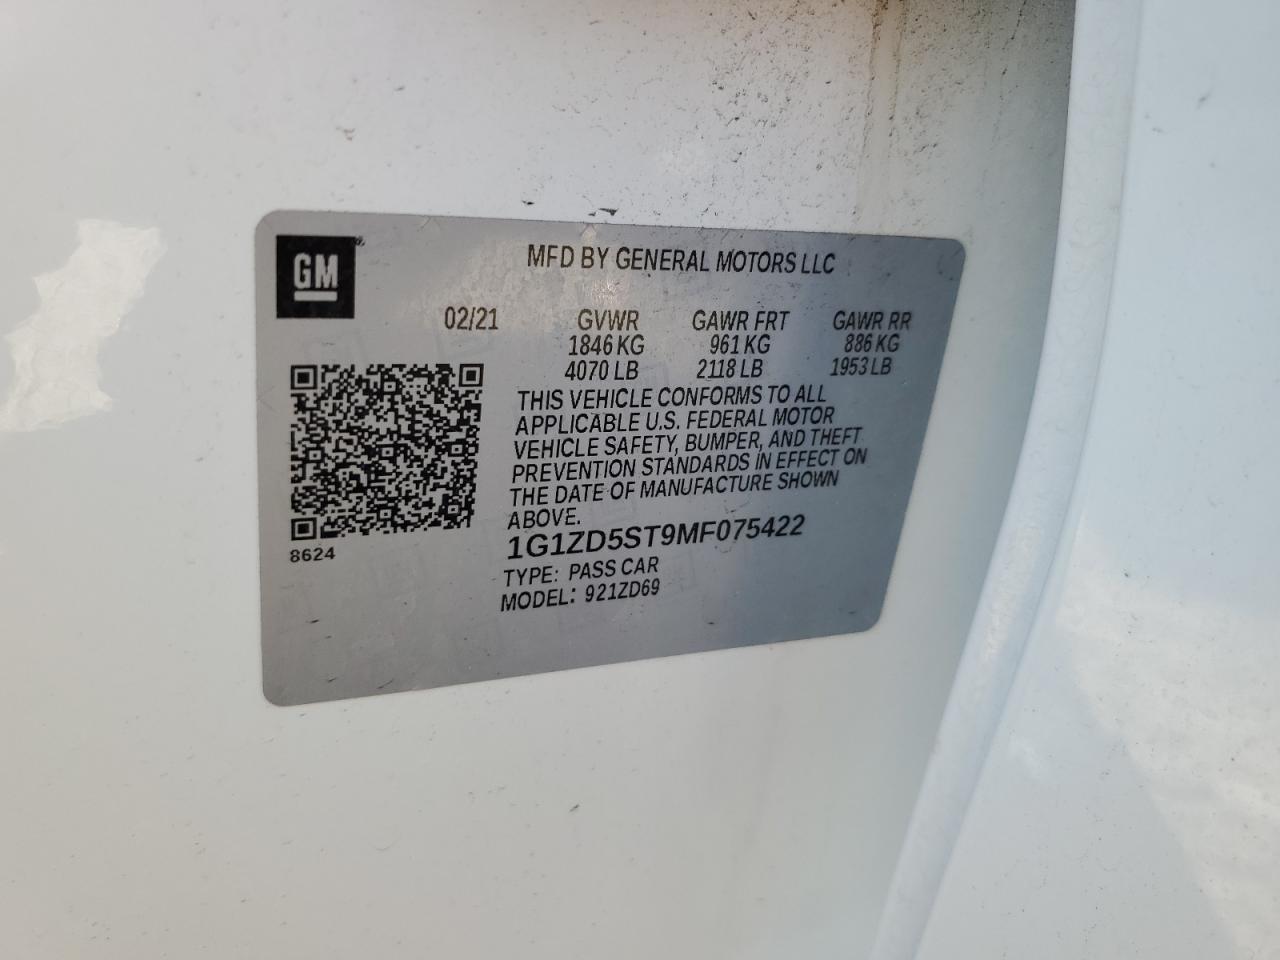 GM
MFD BY GENERAL MOTORS LLC
02/21 GVWR GAWR FRT GAWR RR
1846 KG 961 KG 886 KG
4070 LB 2118 LB 1953 LB
THIS VEHICLE CONFORMS TO ALL
APPLICABLE U.S. FEDERAL MOTOR
VEHICLE SAFETY, BUMPER, AND THEFT
PREVENTION STANDARDS IN EFFECT ON
THE DATE OF MANUFACTURE SHOWN
ABOVE.
8624
1G1ZD5ST9MF075422
TYPE: PASS CAR
MODEL: 921ZD69